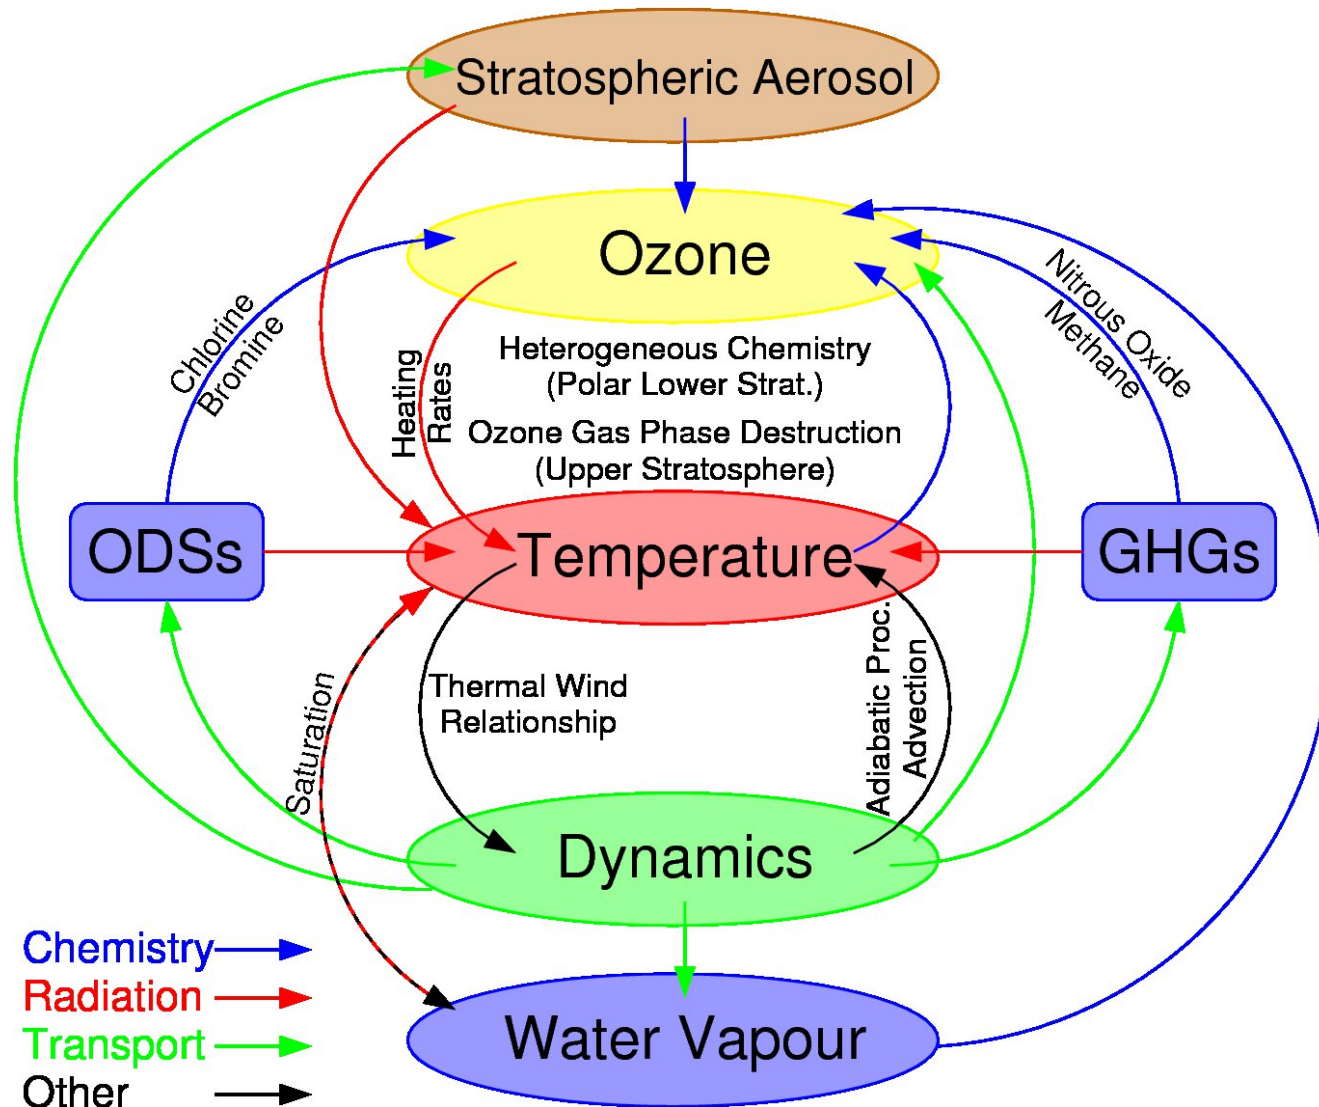 Stratospheric Aerosol
Ozone
Chlorine
Bromine
Nitrous Oxide
Methane
Heating
Rates
Heterogeneous Chemistry
(Polar Lower Strat.)
Ozone Gas Phase Destruction
(Upper Stratosphere)
ODSs
Temperature
GHGs
Saturation
Thermal Wind
Relationship
Adiabatic Proc.
Advection
Dynamics
Water Vapour
Chemistry
Radiation
Transport
Other